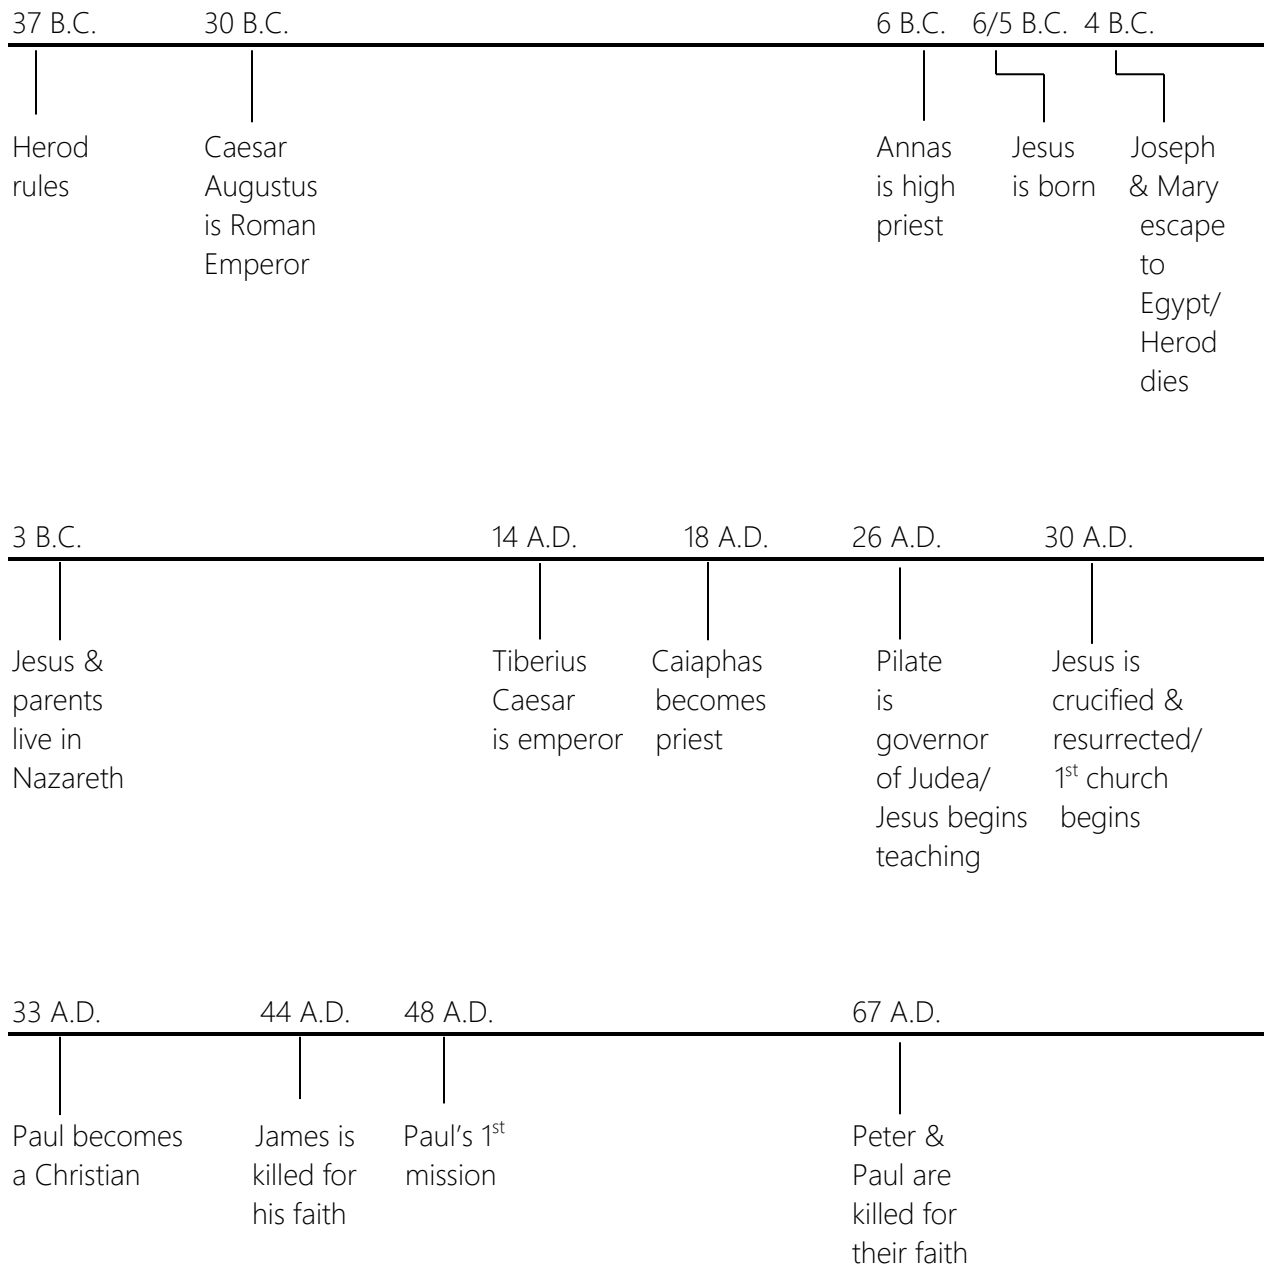 37 B.C. 30 B.C. 6 B.C. 6/5 B.C. 4 B.C.
Herod
rules
Caesar
Augustus
is Roman
Emperor
Annas
is high
priest
Jesus
is born
Joseph
& Mary
escape
to
Egypt/
Herod
dies
3 B.C. 14 A.D. 18 A.D. 26 A.D. 30 A.D.
Jesus &
parents
live in
Nazareth
Tiberius
Caesar
is emperor
Caiaphas
becomes
priest
Pilate
is
governor
of Judea/
Jesus begins
teaching
Jesus is
crucified &
resurrected/
1st church
begins
33 A.D. 44 A.D. 48 A.D. 67 A.D.
Paul becomes
a Christian
James is
killed for
his faith
Paul's 1st
mission
Peter &
Paul are
killed for
their faith